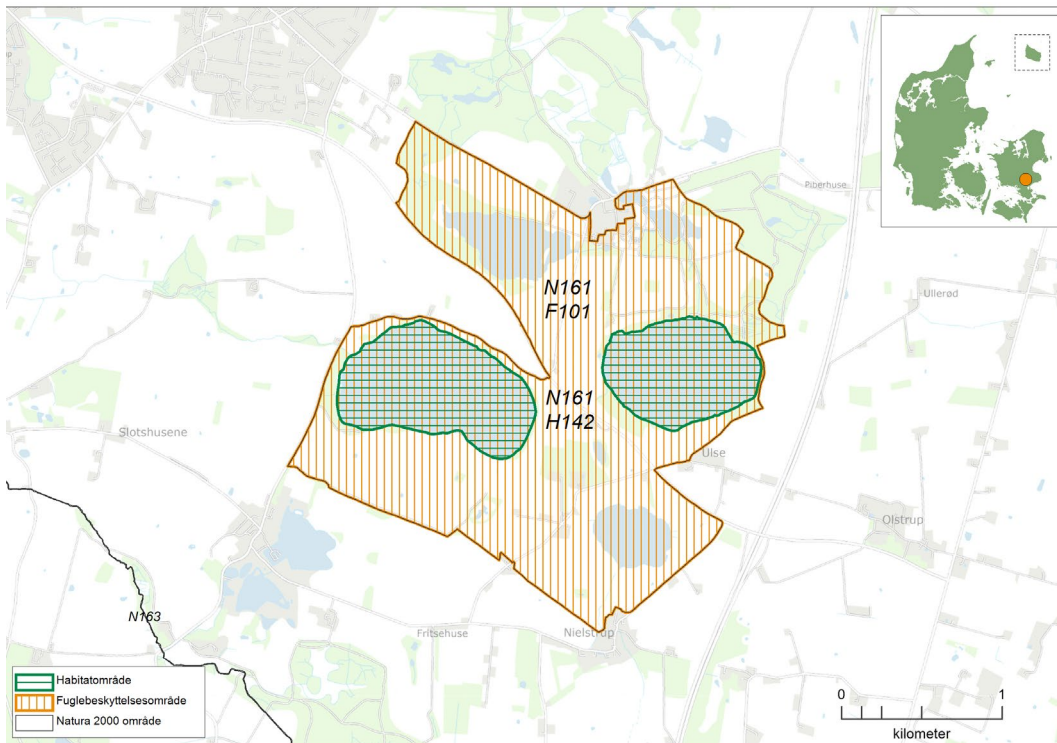 Piberhuse
N161
F101
Ullerød
N161
H142
Slotshusene
Ulse
Olstrup
N163
Fritsehuse
Nielstrup
Habitatområde
Fuglebeskyttelsesområde
Natura 2000 område
0 1
kilometer